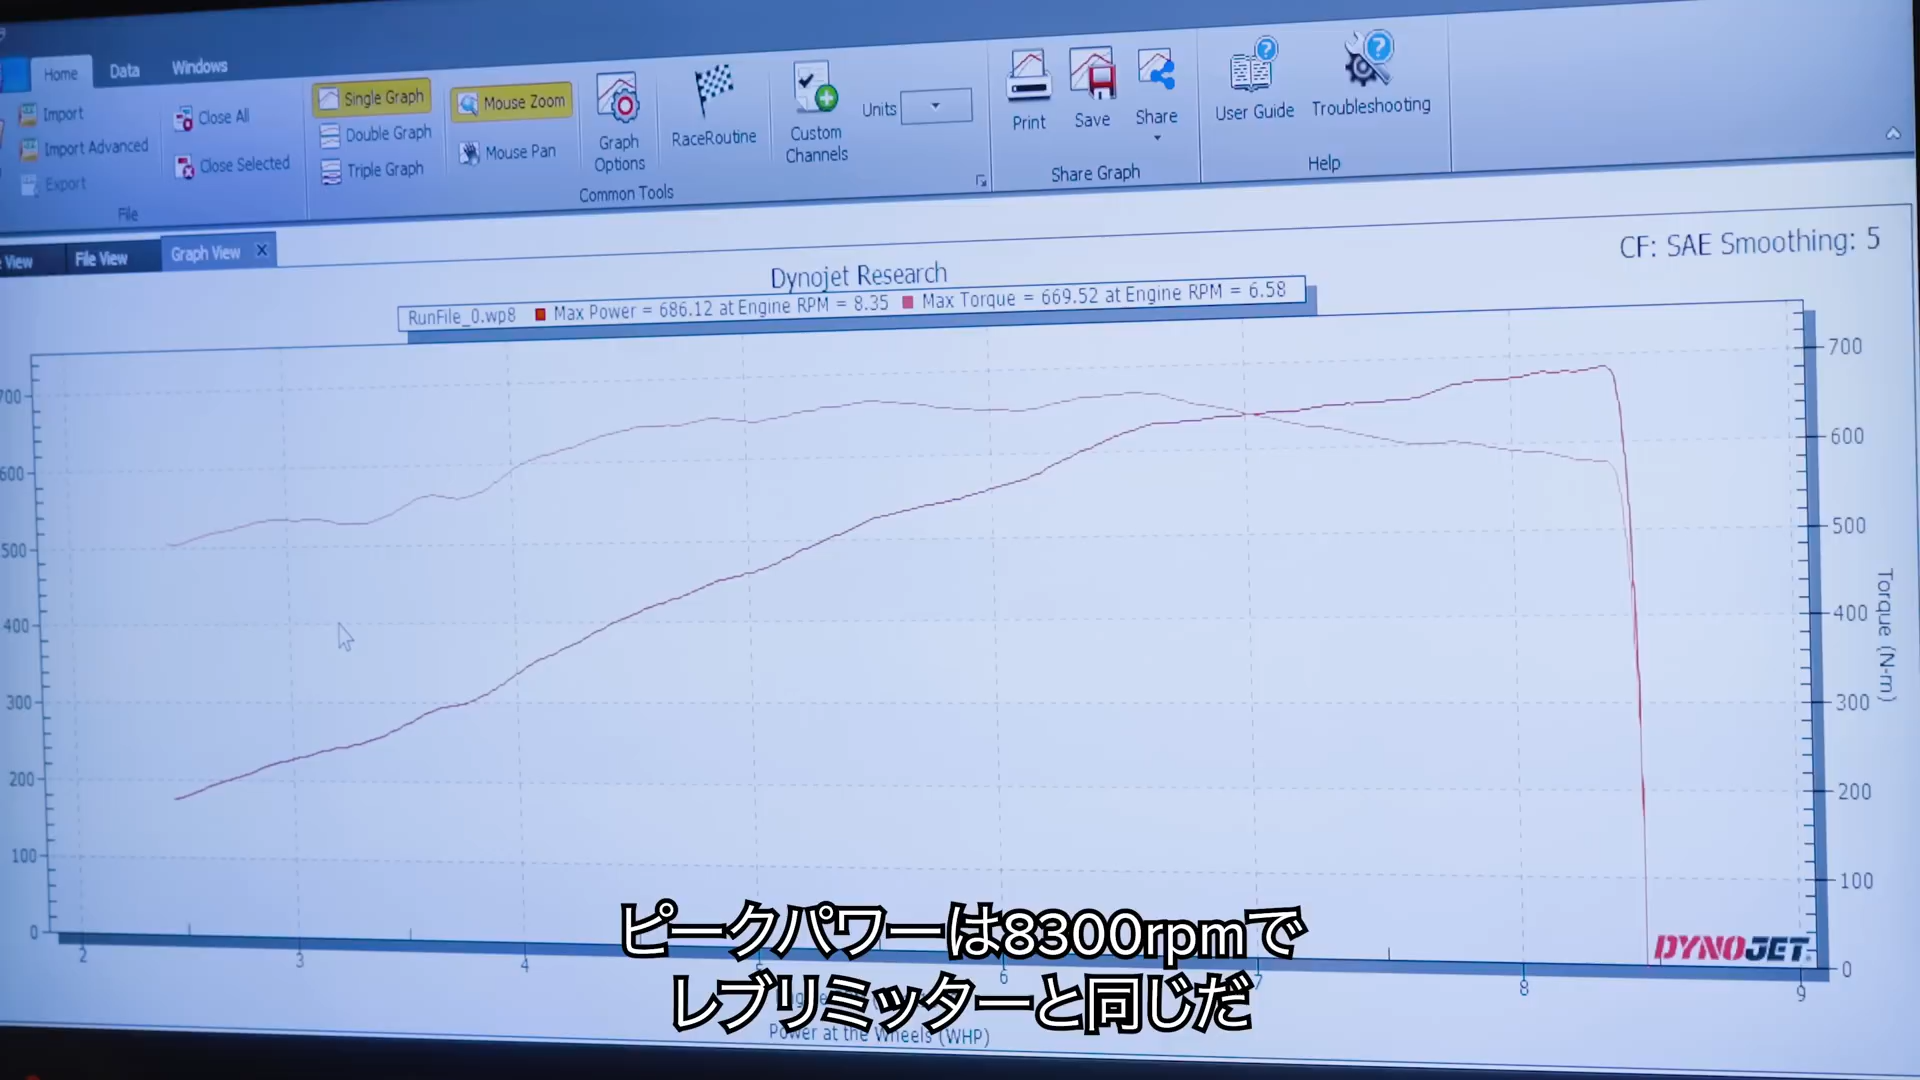 Home Data Windows
Import
Import Advanced
Export
File
Close All
Close Selected
Single Graph
Double Graph
Triple Graph
Mouse Zoom
Mouse Pan
Graph Options
RaceRoutine
Custom Channels
Units
Common Tools
Print
Save
Share
Share Graph
User Guide
Troubleshooting
Help
View
File View
Graph View
CF: SAE Smoothing: 5
Dynojet Research
RunFile_0.wp8 Max Power = 686.12 at Engine RPM = 8.35 Max Torque = 669.52 at Engine RPM = 6.58
700
600
500
400
300
200
100
0
700
600
500
400
300
200
100
0
Torque (N-m)
2 3 4 6 7 8 9
DYNOJET
Power at the Wheels (WHP)
ピークパワーは8300rpmで
レブリミッターと同じだ